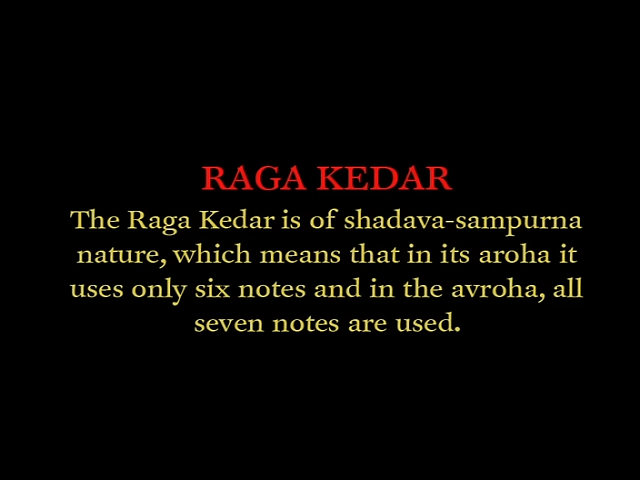 RAGA KEDAR
The Raga Kedar is of shadava-sampurna
nature, which means that in its aroha it
uses only six notes and in the avroha, all
seven notes are used.